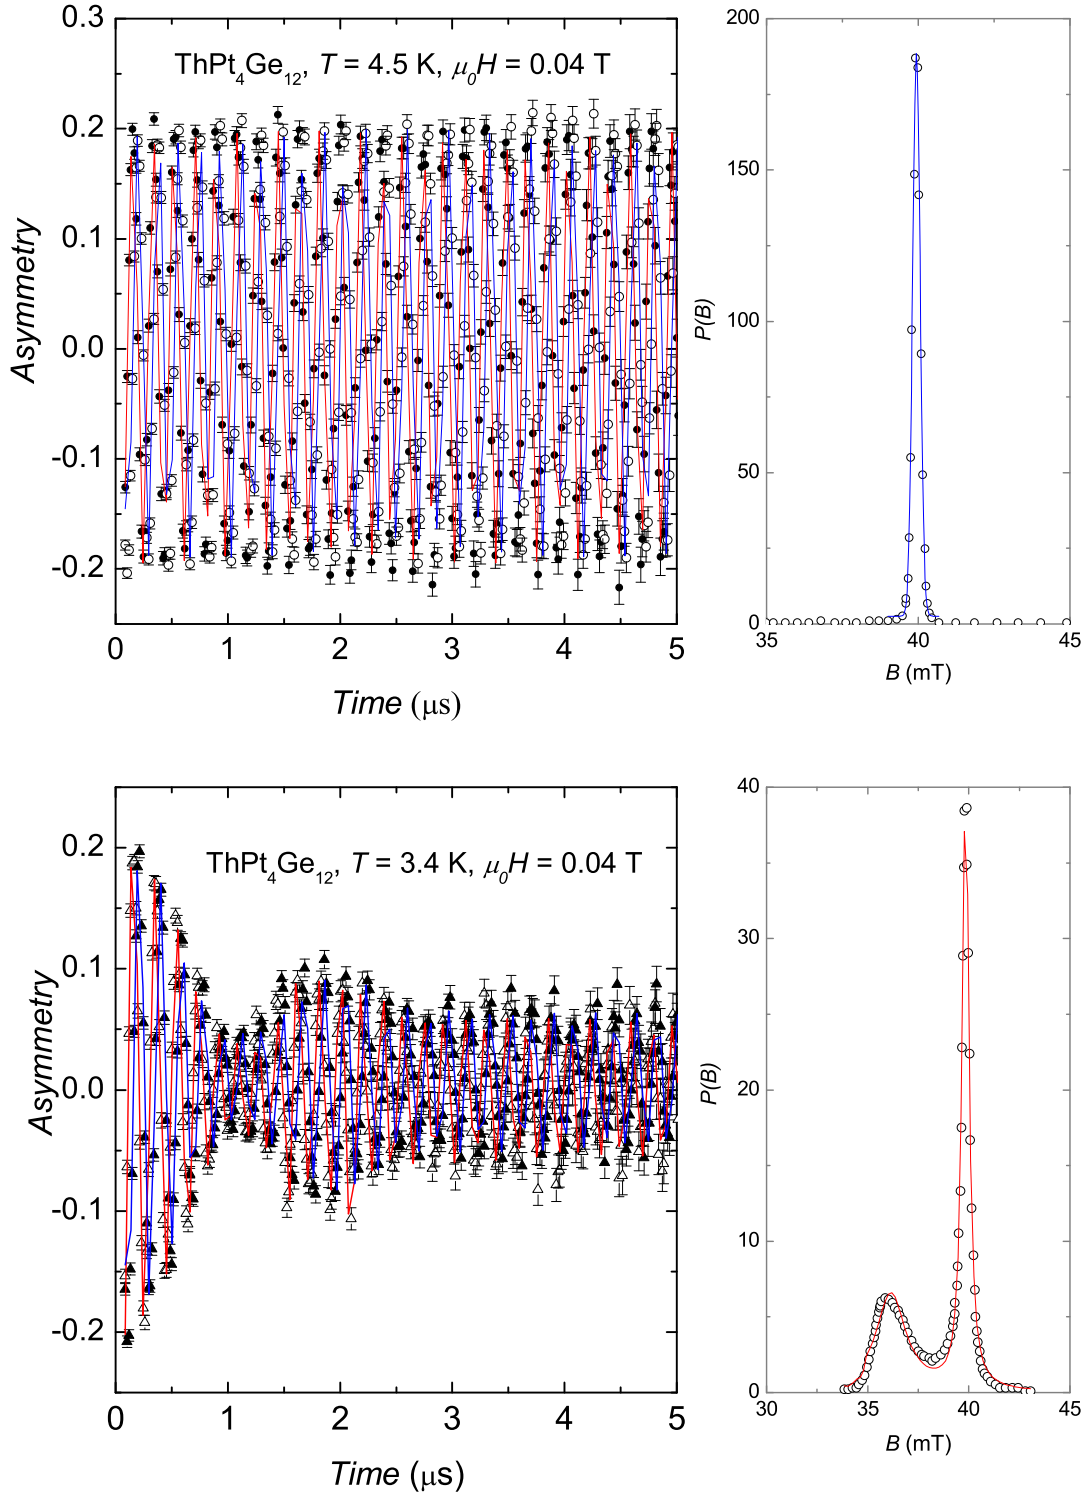 ThPt4Ge12, T = 4.5 K, μ0H = 0.04 T
0.3
0.2
0.1
0.0
-0.1
-0.2
Asymmetry
0 1 2 3 4 5
Time (μs)
200
150
100
50
0
P(B)
35 40 45
B (mT)
ThPt4Ge12, T = 3.4 K, μ0H = 0.04 T
0.2
0.1
0.0
-0.1
-0.2
Asymmetry
0 1 2 3 4 5
Time (μs)
40
30
20
10
0
P(B)
30 35 40 45
B (mT)